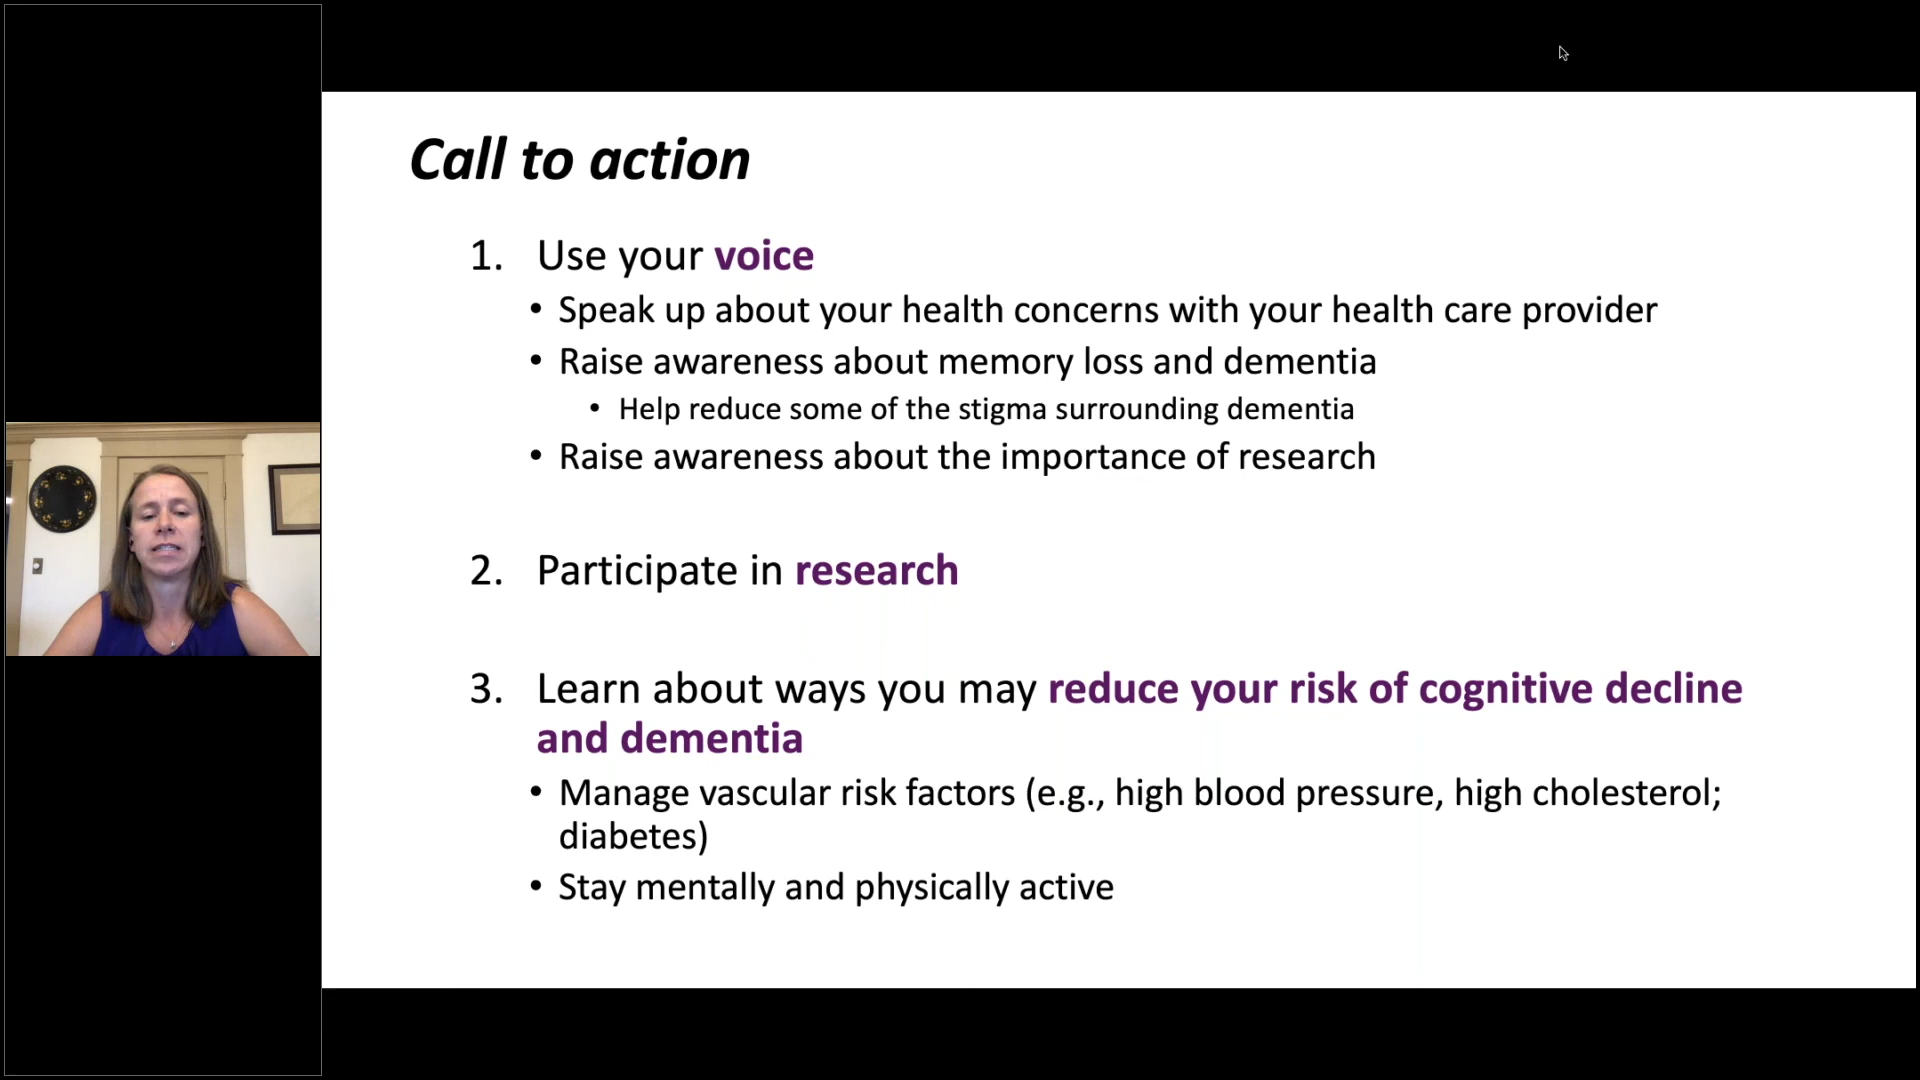 Call to action
1. Use your voice
• Speak up about your health concerns with your health care provider
• Raise awareness about memory loss and dementia
• Help reduce some of the stigma surrounding dementia
• Raise awareness about the importance of research
2. Participate in research
3. Learn about ways you may reduce your risk of cognitive decline
and dementia
• Manage vascular risk factors (e.g., high blood pressure, high cholesterol;
diabetes)
• Stay mentally and physically active